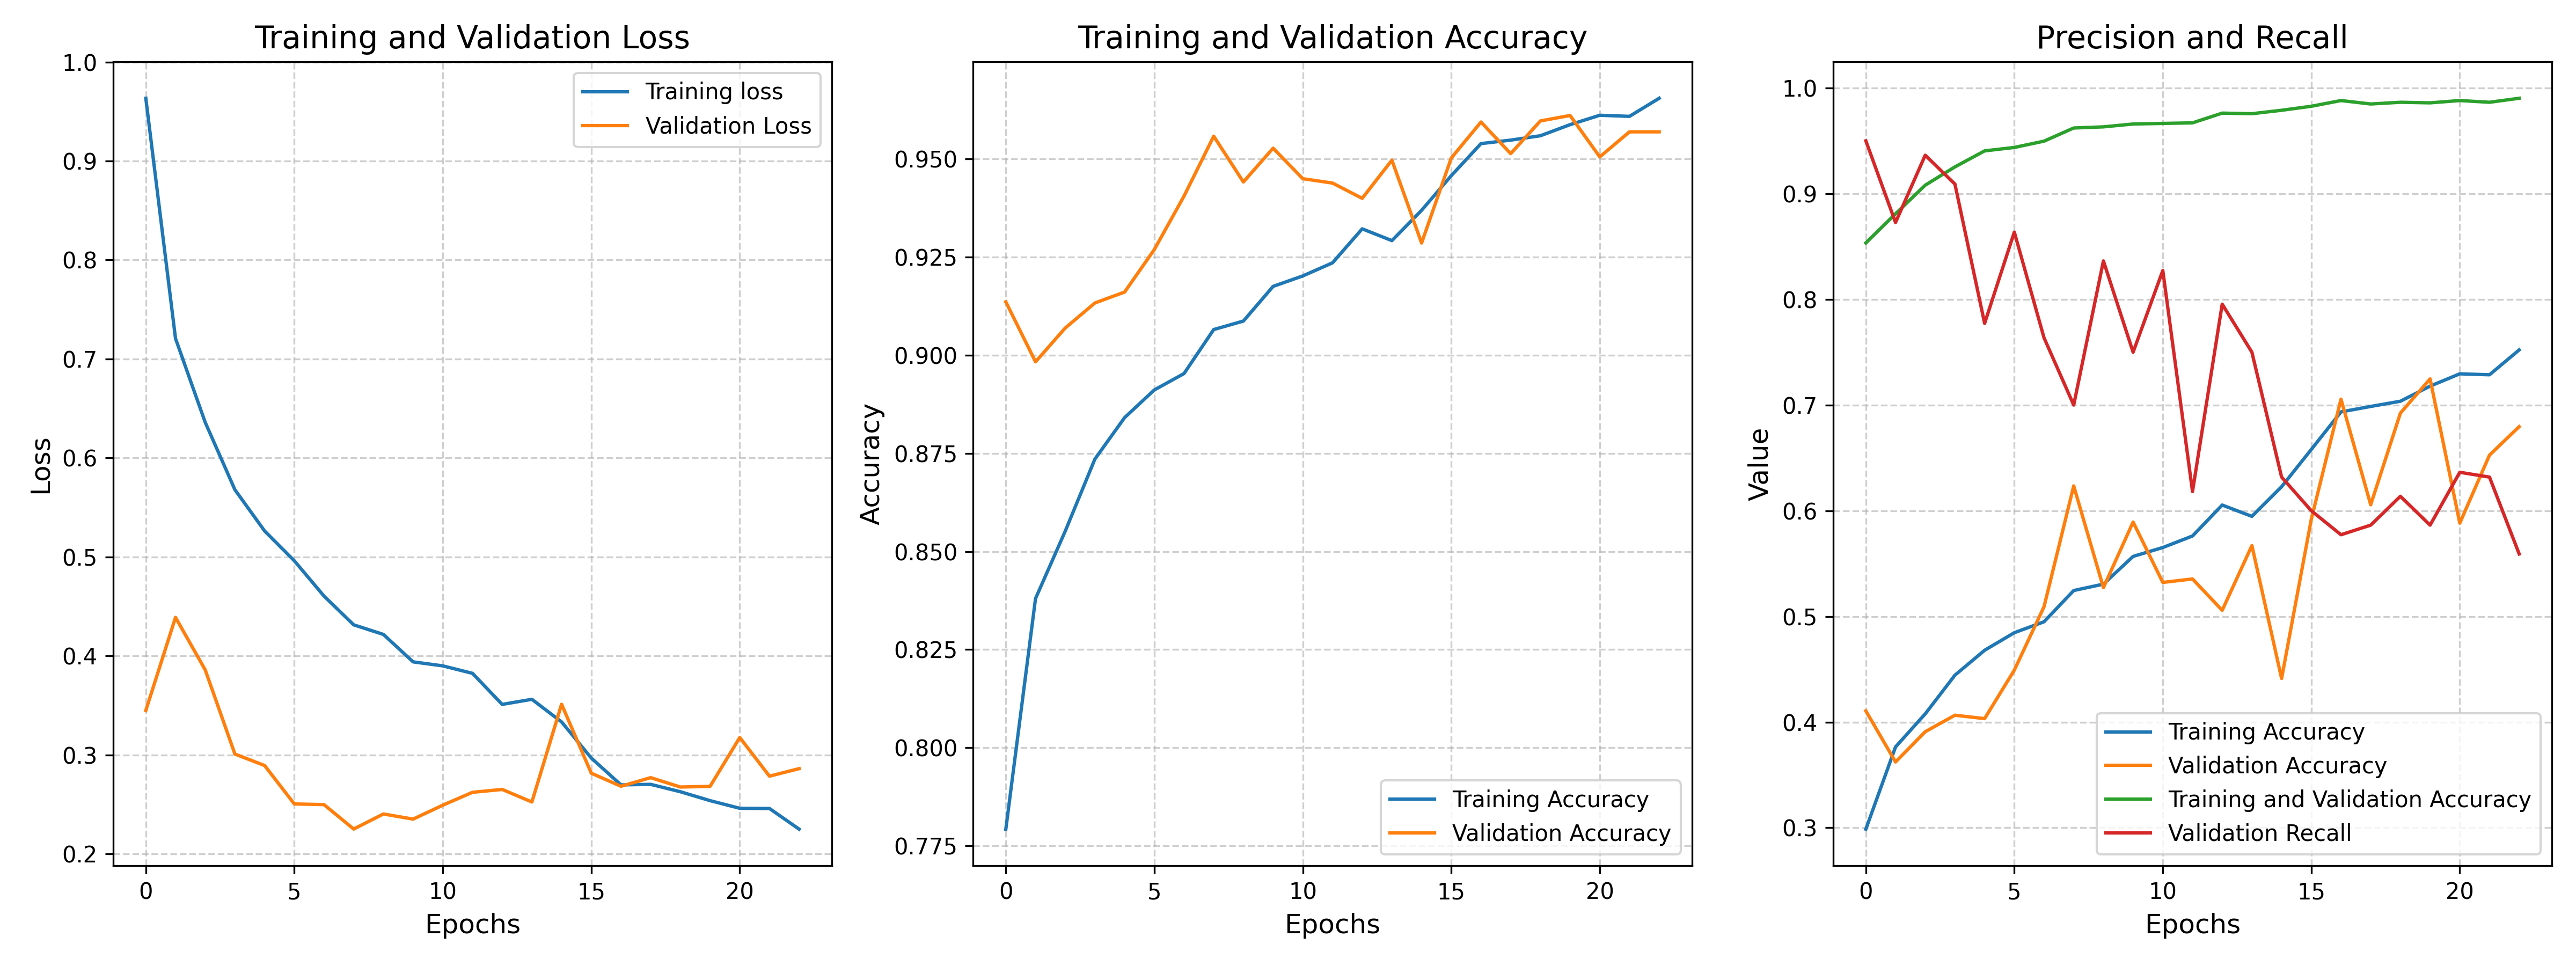 Training and Validation Loss
1.0
0.9
0.8
0.7
0.6
0.5
0.4
0.3
0.2
Loss
0
5
10
15
20
Epochs
Training loss
Validation Loss
Training and Validation Accuracy
0.950
0.925
0.900
0.875
0.850
0.825
0.800
0.775
Accuracy
0
5
10
15
20
Epochs
Training Accuracy
Validation Accuracy
Precision and Recall
1.0
0.9
0.8
0.7
0.6
0.5
0.4
0.3
Value
0
5
10
15
20
Epochs
Training Accuracy
Validation Accuracy
Training and Validation Accuracy
Validation Recall